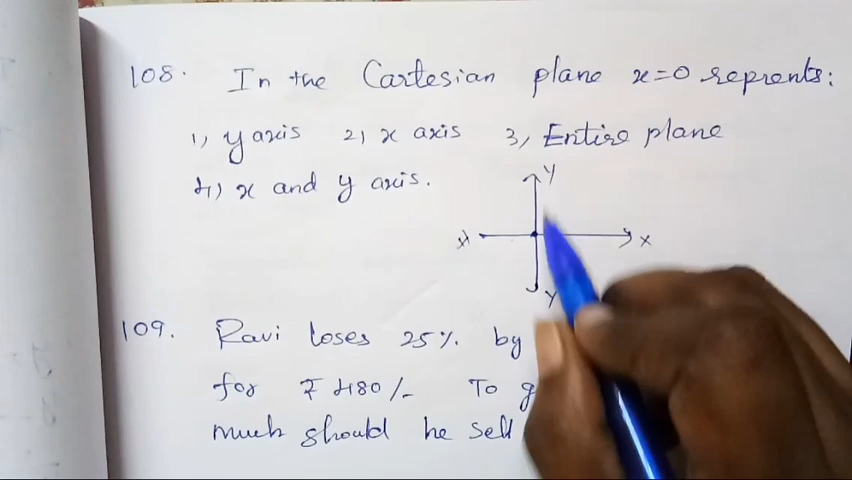 108. In the Cartesian plane x=0 reprents:
1) y axis 2) x axis 3) Entire plane
4) x and y axis.
Y
X
Y
109. Ravi loses 25% by
for ₹ 480/- To g
much should he sell